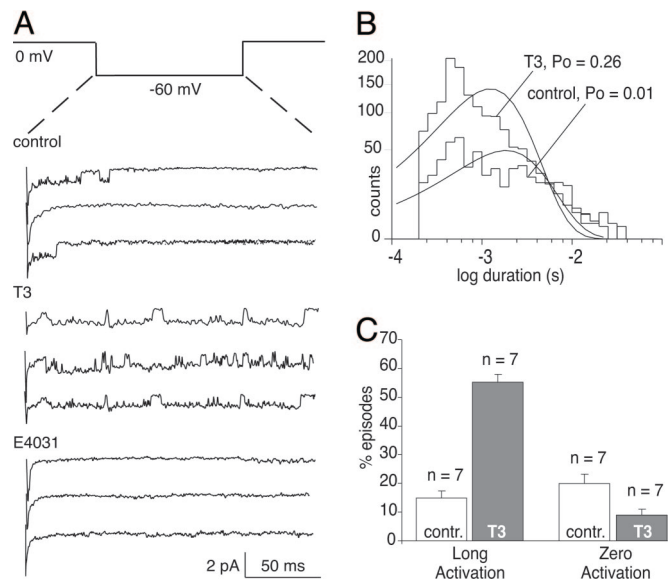 A
0 mV
-60 mV
control
T3
E4031
2 pA
50 ms
B
200
150
100
50
0
counts
T3, Po = 0.26
control, Po = 0.01
-4
-3
-2
log duration (s)
C
70
60
50
40
30
20
10
0
% episodes
n = 7
n = 7
n = 7
n = 7
contr.
T3
contr.
T3
Long
Activation
Zero
Activation